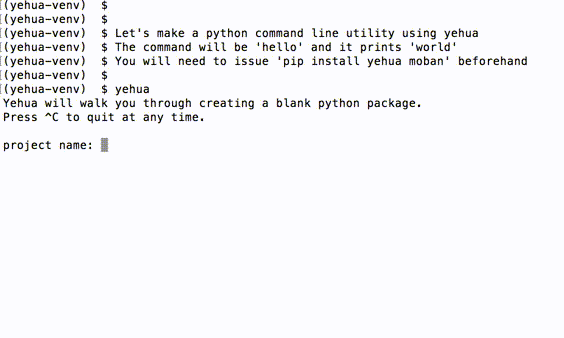 (yehua-venv) $
(yehua-venv) $
(yehua-venv) $ Let's make a python command line utility using yehua
(yehua-venv) $ The command will be 'hello' and it prints 'world'
(yehua-venv) $ You will need to issue 'pip install yehua moban' beforehand
(yehua-venv) $
(yehua-venv) $ yehua
Yehua will walk you through creating a blank python package.
Press ^C to quit at any time.
project name: